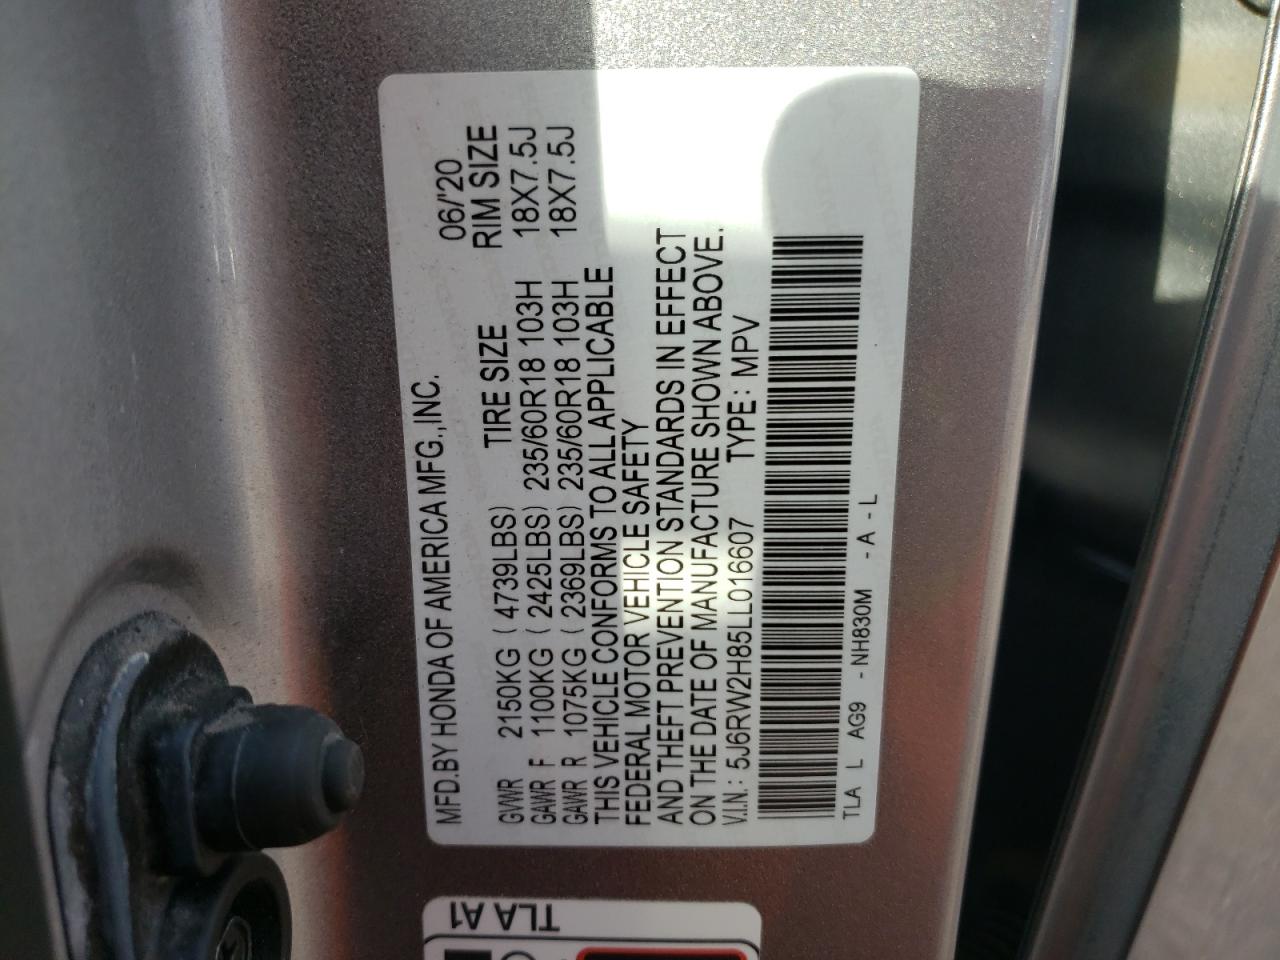 MFD.BY HONDA OF AMERICA MFG.,INC. 06/'20
TIRE SIZE RIM SIZE
GVWR 2150KG ( 4739LBS)
GAWR F 1100KG ( 2425LBS) 235/60R18 103H 18X7.5J
GAWR R 1075KG ( 2369LBS) 235/60R18 103H 18X7.5J
THIS VEHICLE CONFORMS TO ALL APPLICABLE
FEDERAL MOTOR VEHICLE SAFETY
AND THEFT PREVENTION STANDARDS IN EFFECT
ON THE DATE OF MANUFACTURE SHOWN ABOVE.
V.I.N.: 5J6RW2H85LL016607 TYPE: MPV
TLA L AG9 -NH830M -A-L
TLA A1